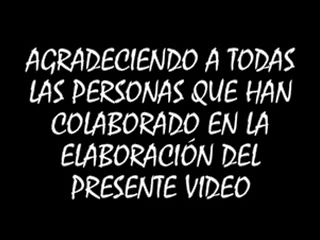 AGRADECIENDO A TODAS
LAS PERSONAS QUE HAN
COLABORADO EN LA
ELABORACIÓN DEL
PRESENTE VIDEO